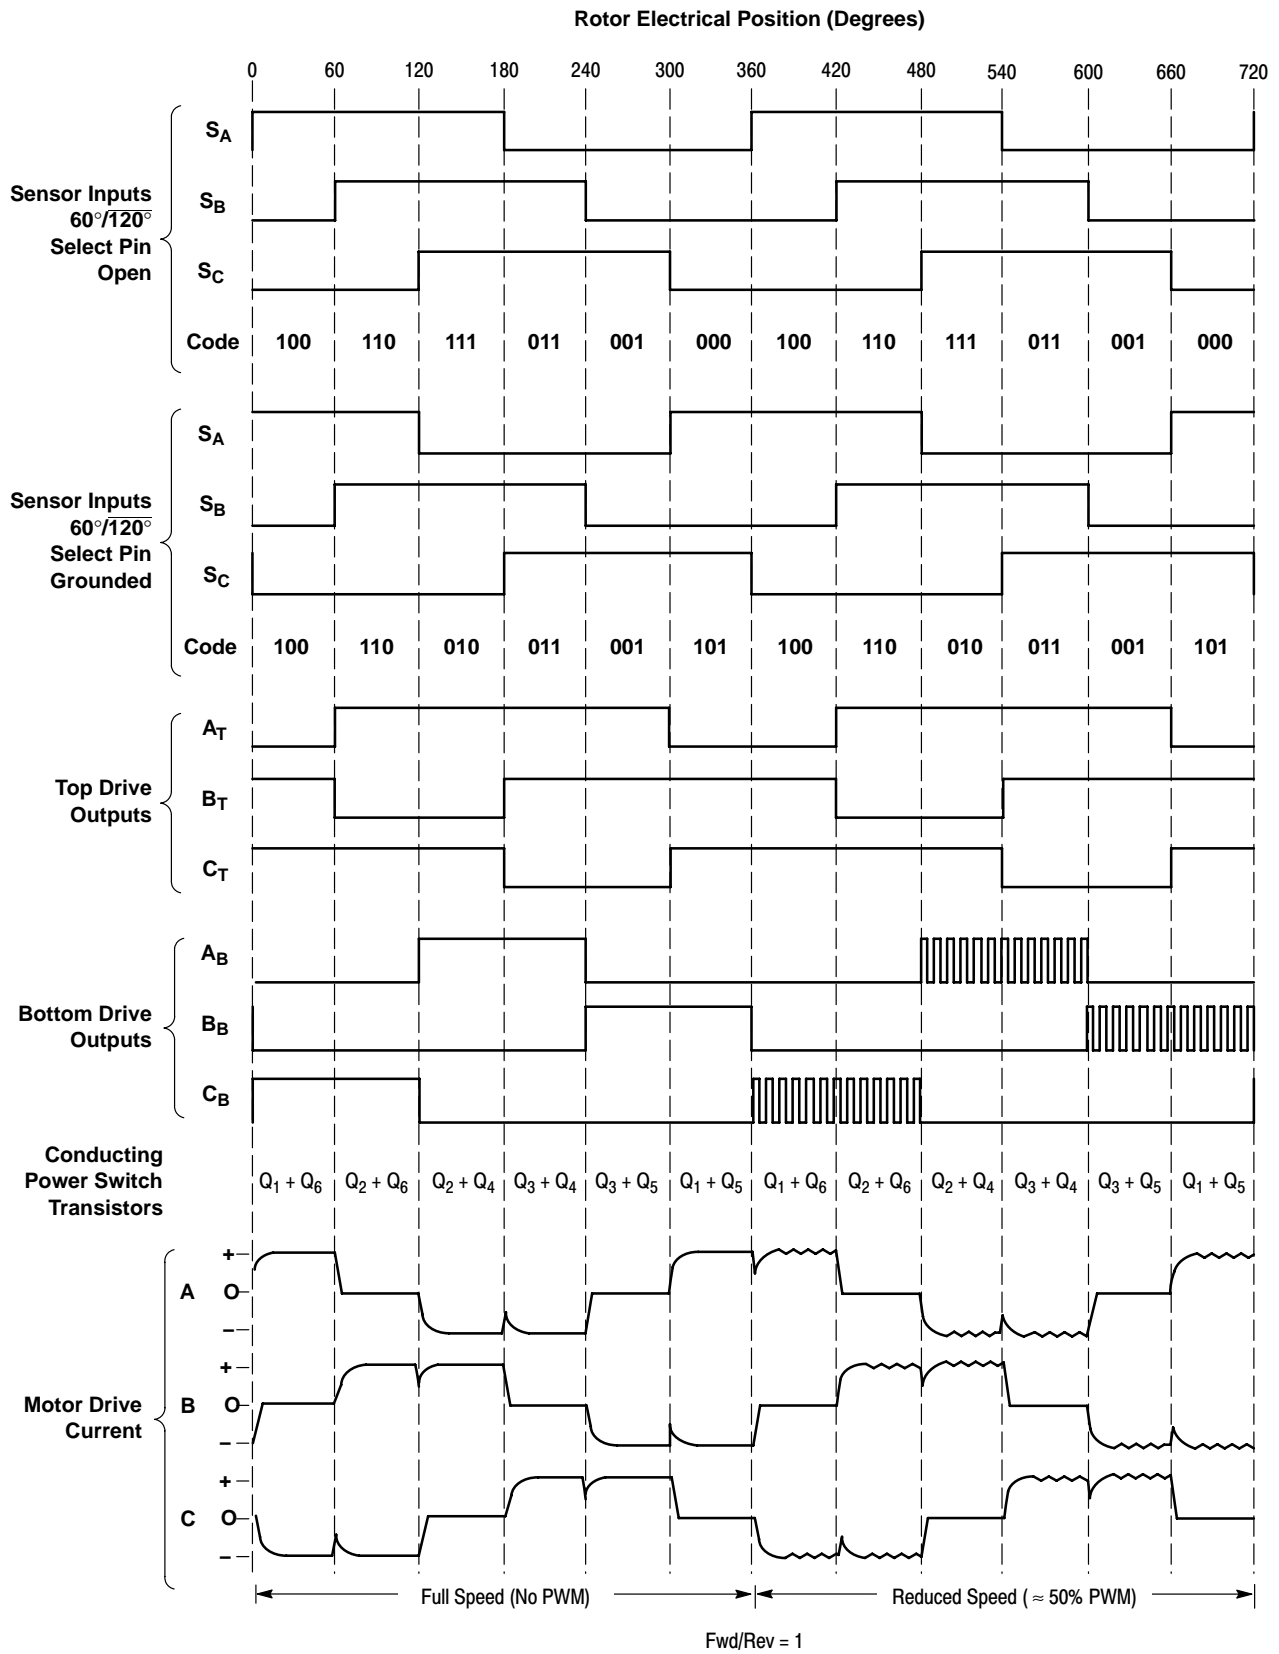 Rotor Electrical Position (Degrees)
0 60 120 180 240 300 360 420 480 540 600 660 720
Sensor Inputs
60°/120°
Select Pin
Open
SA
SB
SC
Code 100 110 111 011 001 000 100 110 111 011 001 000
Sensor Inputs
60°/120°
Select Pin
Grounded
SA
SB
SC
Code 100 110 010 011 001 101 100 110 010 011 001 101
Top Drive
Outputs
AT
BT
CT
Bottom Drive
Outputs
AB
BB
CB
Conducting
Power Switch
Transistors
Q1 + Q6 Q2 + Q6 Q2 + Q4 Q3 + Q4 Q3 + Q5 Q1 + Q5 Q1 + Q6 Q2 + Q6 Q2 + Q4 Q3 + Q4 Q3 + Q5 Q1 + Q5
Motor Drive
Current
+
A O
–
+
B O
–
+
C O
–
Full Speed (No PWM) Reduced Speed ( ≈ 50% PWM)
Fwd/Rev = 1